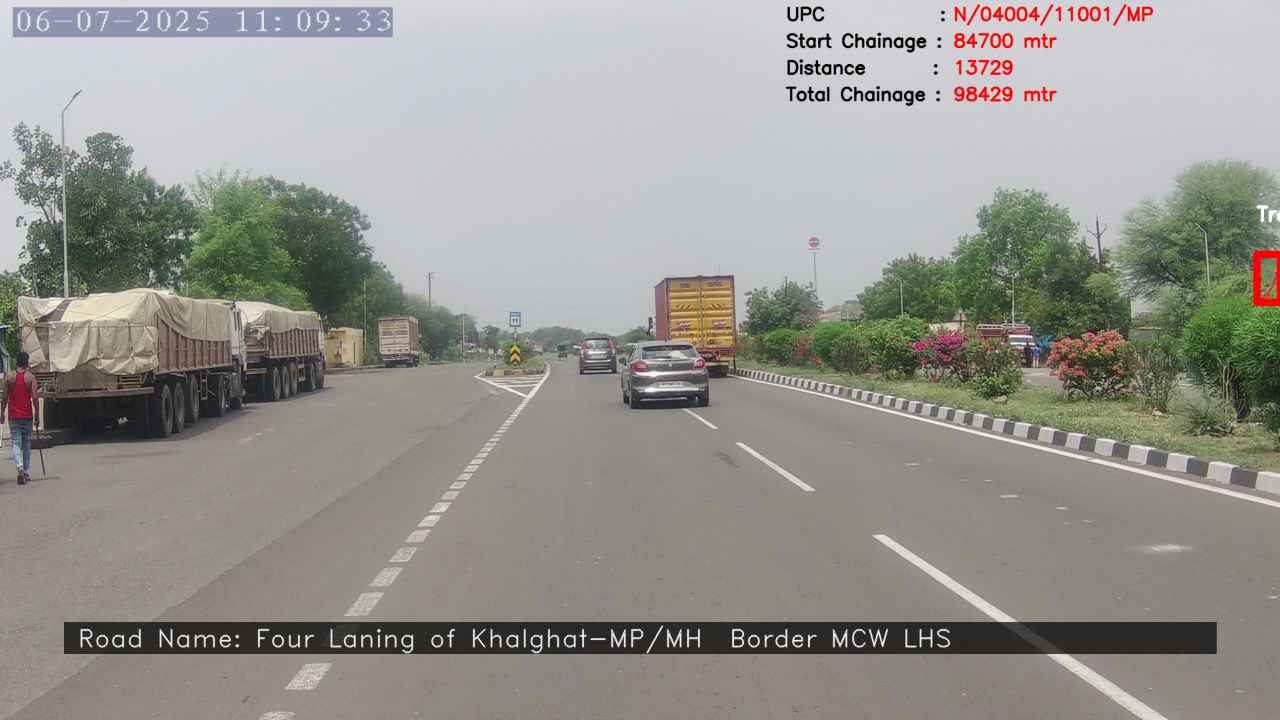 06-07-2025 11:09:33
UPC : N/04004/11001/MP
Start Chainage : 84700 mtr
Distance : 13729
Total Chainage : 98429 mtr
Road Name: Four Laning of Khalghat-MP/MH Border MCW LHS